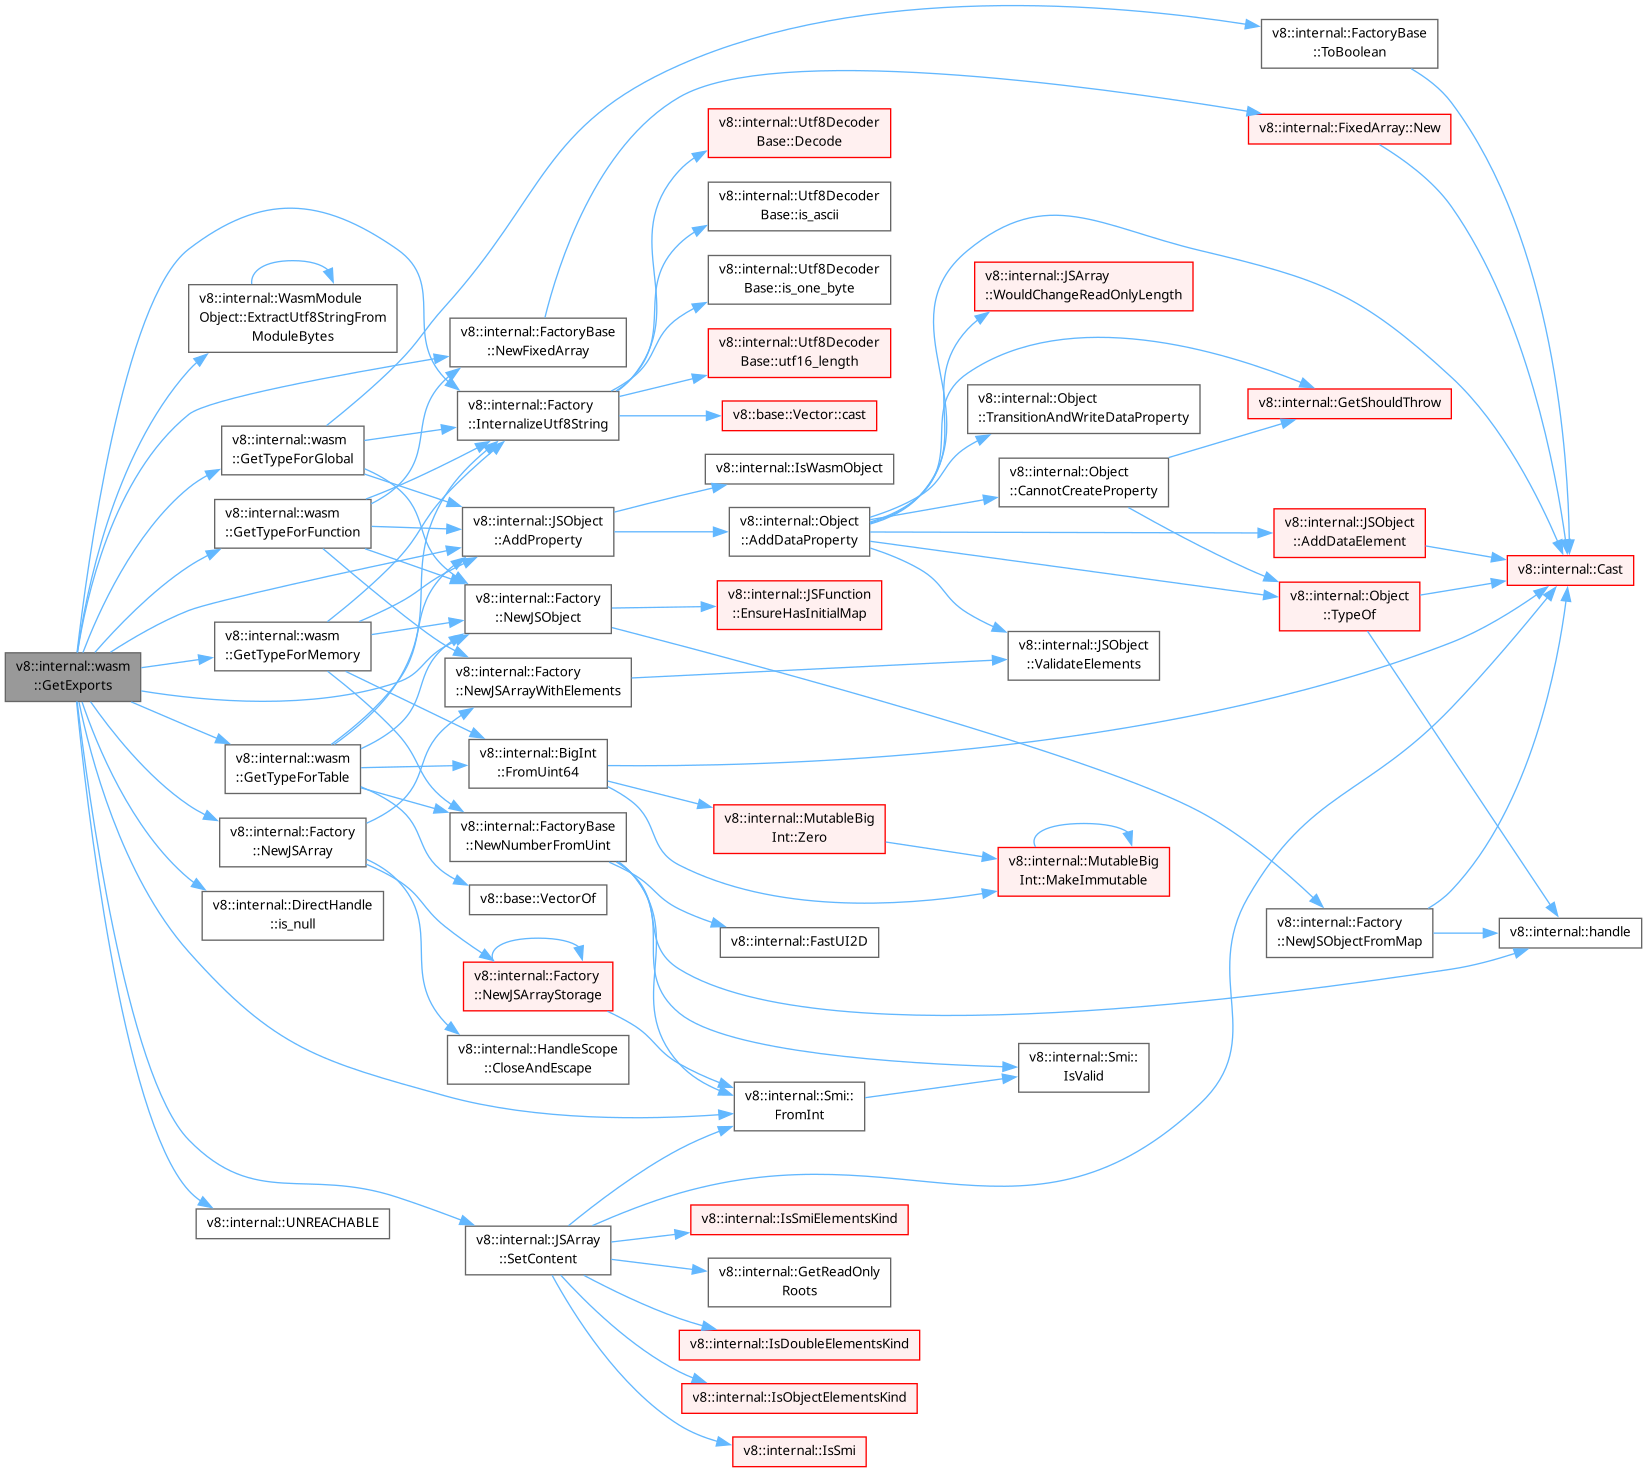 v8::internal::wasm
::GetExports
v8::internal::WasmModule
Object::ExtractUtf8StringFrom
ModuleBytes
v8::internal::wasm
::GetTypeForGlobal
v8::internal::wasm
::GetTypeForFunction
v8::internal::wasm
::GetTypeForMemory
v8::internal::wasm
::GetTypeForTable
v8::internal::Factory
::NewJSArray
v8::internal::DirectHandle
::is_null
v8::internal::UNREACHABLE
v8::internal::FactoryBase
::NewFixedArray
v8::internal::Factory
::InternalizeUtf8String
v8::internal::JSObject
::AddProperty
v8::internal::Factory
::NewJSObject
v8::internal::Factory
::NewJSArrayWithElements
v8::internal::BigInt
::FromUint64
v8::internal::FactoryBase
::NewNumberFromUint
v8::base::VectorOf
v8::internal::Factory
::NewJSArrayStorage
v8::internal::HandleScope
::CloseAndEscape
v8::internal::JSArray
::SetContent
v8::internal::Utf8Decoder
Base::Decode
v8::internal::Utf8Decoder
Base::is_ascii
v8::internal::Utf8Decoder
Base::is_one_byte
v8::internal::Utf8Decoder
Base::utf16_length
v8::base::Vector::cast
v8::internal::IsWasmObject
v8::internal::Object
::AddDataProperty
v8::internal::JSFunction
::EnsureHasInitialMap
v8::internal::MutableBig
Int::Zero
v8::internal::FastUI2D
v8::internal::Smi::
FromInt
v8::internal::IsSmiElementsKind
v8::internal::GetReadOnly
Roots
v8::internal::IsDoubleElementsKind
v8::internal::IsObjectElementsKind
v8::internal::IsSmi
v8::internal::JSArray
::WouldChangeReadOnlyLength
v8::internal::Object
::TransitionAndWriteDataProperty
v8::internal::Object
::CannotCreateProperty
v8::internal::JSObject
::ValidateElements
v8::internal::MutableBig
Int::MakeImmutable
v8::internal::Smi::
IsValid
v8::internal::FactoryBase
::ToBoolean
v8::internal::FixedArray::New
v8::internal::GetShouldThrow
v8::internal::JSObject
::AddDataElement
v8::internal::Object
::TypeOf
v8::internal::Factory
::NewJSObjectFromMap
v8::internal::Cast
v8::internal::handle